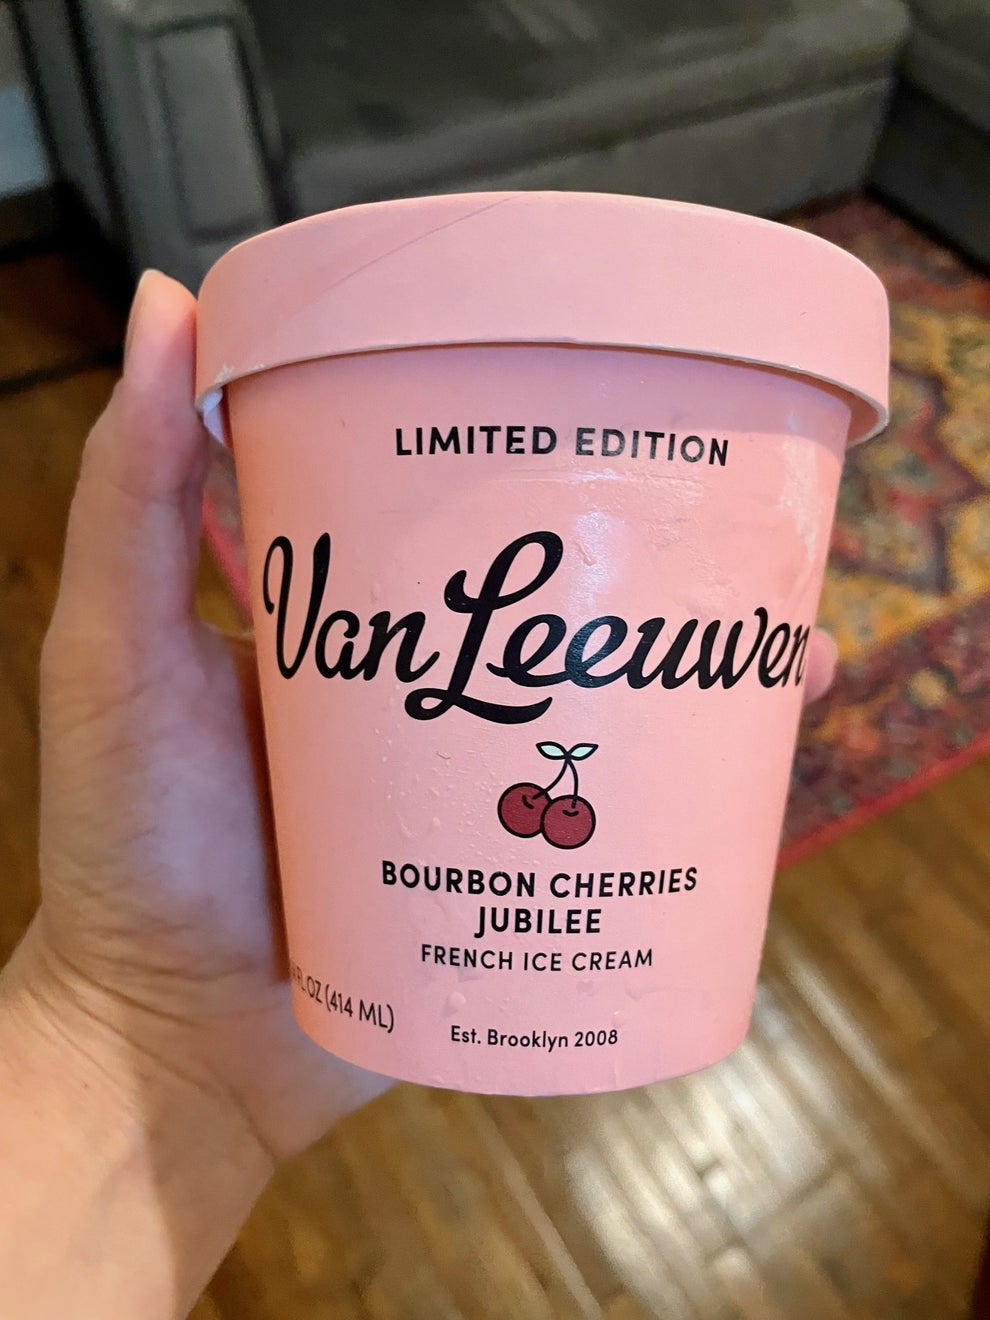 LIMITED EDITION
Van Leeuwen
BOURBON CHERRIES
JUBILEE
FRENCH ICE CREAM
FL OZ (414 ML)
Est. Brooklyn 2008